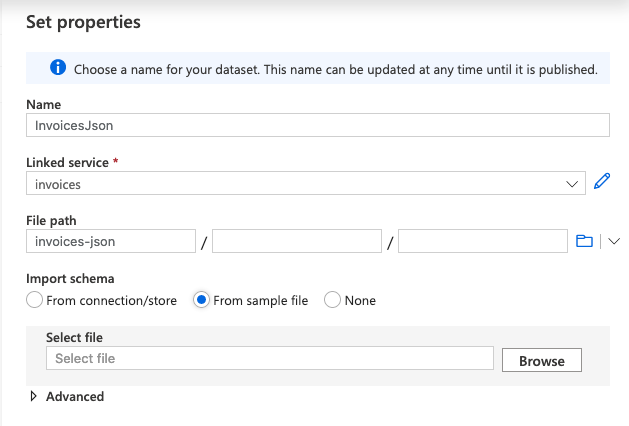 Set properties
Choose a name for your dataset. This name can be updated at any time until it is published.
Name
InvoicesJson
Linked service *
invoices
File path
invoices-json / /
Import schema
From connection/store From sample file None
Select file
Select file Browse
Advanced